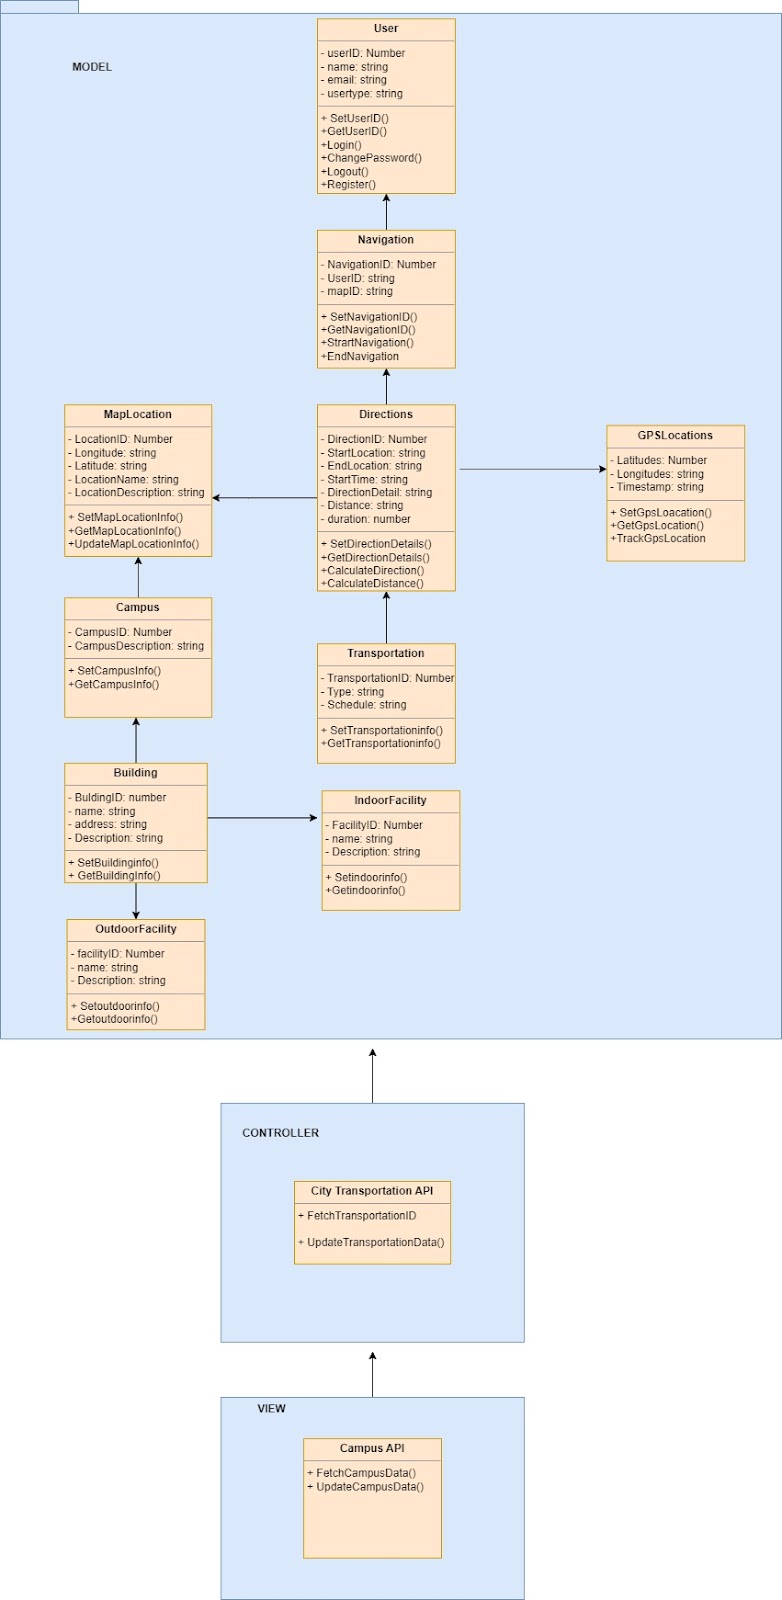 MODEL
User
- userID: Number
- name: string
- email: string
- usertype: string
+ SetUserID()
+GetUserID()
+Login()
+ChangePassword()
+Logout()
+Register()
Navigation
- NavigationID: Number
- UserID: string
- mapID: string
+ SetNavigationID()
+GetNavigationID()
+StrartNavigation()
+EndNavigation
MapLocation
- LocationID: Number
- Longitude: string
- Latitude: string
- LocationName: string
- LocationDescription: string
+ SetMapLocationInfo()
+GetMapLocationInfo()
+UpdateMapLocationInfo()
Directions
- DirectionID: Number
- StartLocation: string
- EndLocation: string
- StartTime: string
- DirectionDetail: string
- Distance: string
- duration: number
+ SetDirectionDetails()
+GetDirectionDetails()
+CalculateDirection()
+CalculateDistance()
GPSLocations
- Latitudes: Number
- Longitudes: string
- Timestamp: string
+ SetGpsLoacation()
+GetGpsLocation()
+TrackGpsLocation
Campus
- CampusID: Number
- CampusDescription: string
+ SetCampusInfo()
+GetCampusInfo()
Transportation
- TransportationID: Number
- Type: string
- Schedule: string
+ SetTransportationinfo()
+GetTransportationinfo()
Building
- BuldingID: number
- name: string
- address: string
- Description: string
+ SetBuildinginfo()
+ GetBuildingInfo()
IndoorFacility
- FacilityID: Number
- name: string
- Description: string
+ Setindoorinfo()
+Getindoorinfo()
OutdoorFacility
- facilityID: Number
- name: string
- Description: string
+ Setoutdoorinfo()
+Getoutdoorinfo()
CONTROLLER
City Transportation API
+ FetchTransportationID
+ UpdateTransportationData()
VIEW
Campus API
+ FetchCampusData()
+ UpdateCampusData()